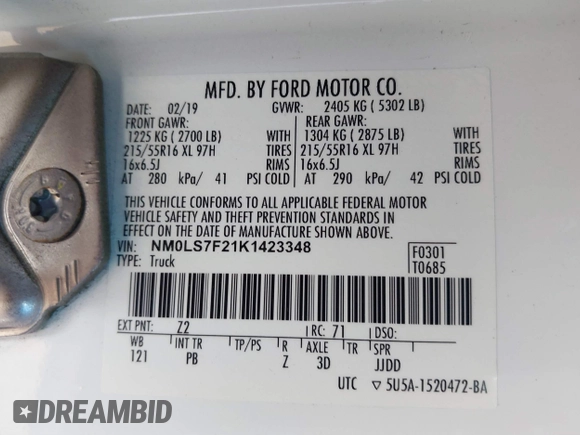 MFD. BY FORD MOTOR CO.
DATE: 02/19 GVWR: 2405 KG ( 5302 LB)
FRONT GAWR: REAR GAWR:
1225 KG ( 2700 LB) WITH 1304 KG ( 2875 LB) WITH
215/55R16 XL 97H TIRES 215/55R16 XL 97H TIRES
16x6.5J RIMS 16x6.5J RIMS
AT 280 kPa/ 41 PSI COLD AT 290 kPa/ 42 PSI COLD
THIS VEHICLE CONFORMS TO ALL APPLICABLE FEDERAL MOTOR
VEHICLE SAFETY AND THEFT PREVENTION STANDARDS IN
EFFECT ON THE DATE OF MANUFACTURE SHOWN ABOVE.
VIN: NM0LS7F21K1423348 F0301
TYPE: Truck T0685
EXT PNT: Z2 RC: 71 DSO:
WB INT TR TP/PS R AXLE TR SPR
121 PB Z 3D JJDD
UTC ▽ 5U5A-1520472-BA
DREAMBID